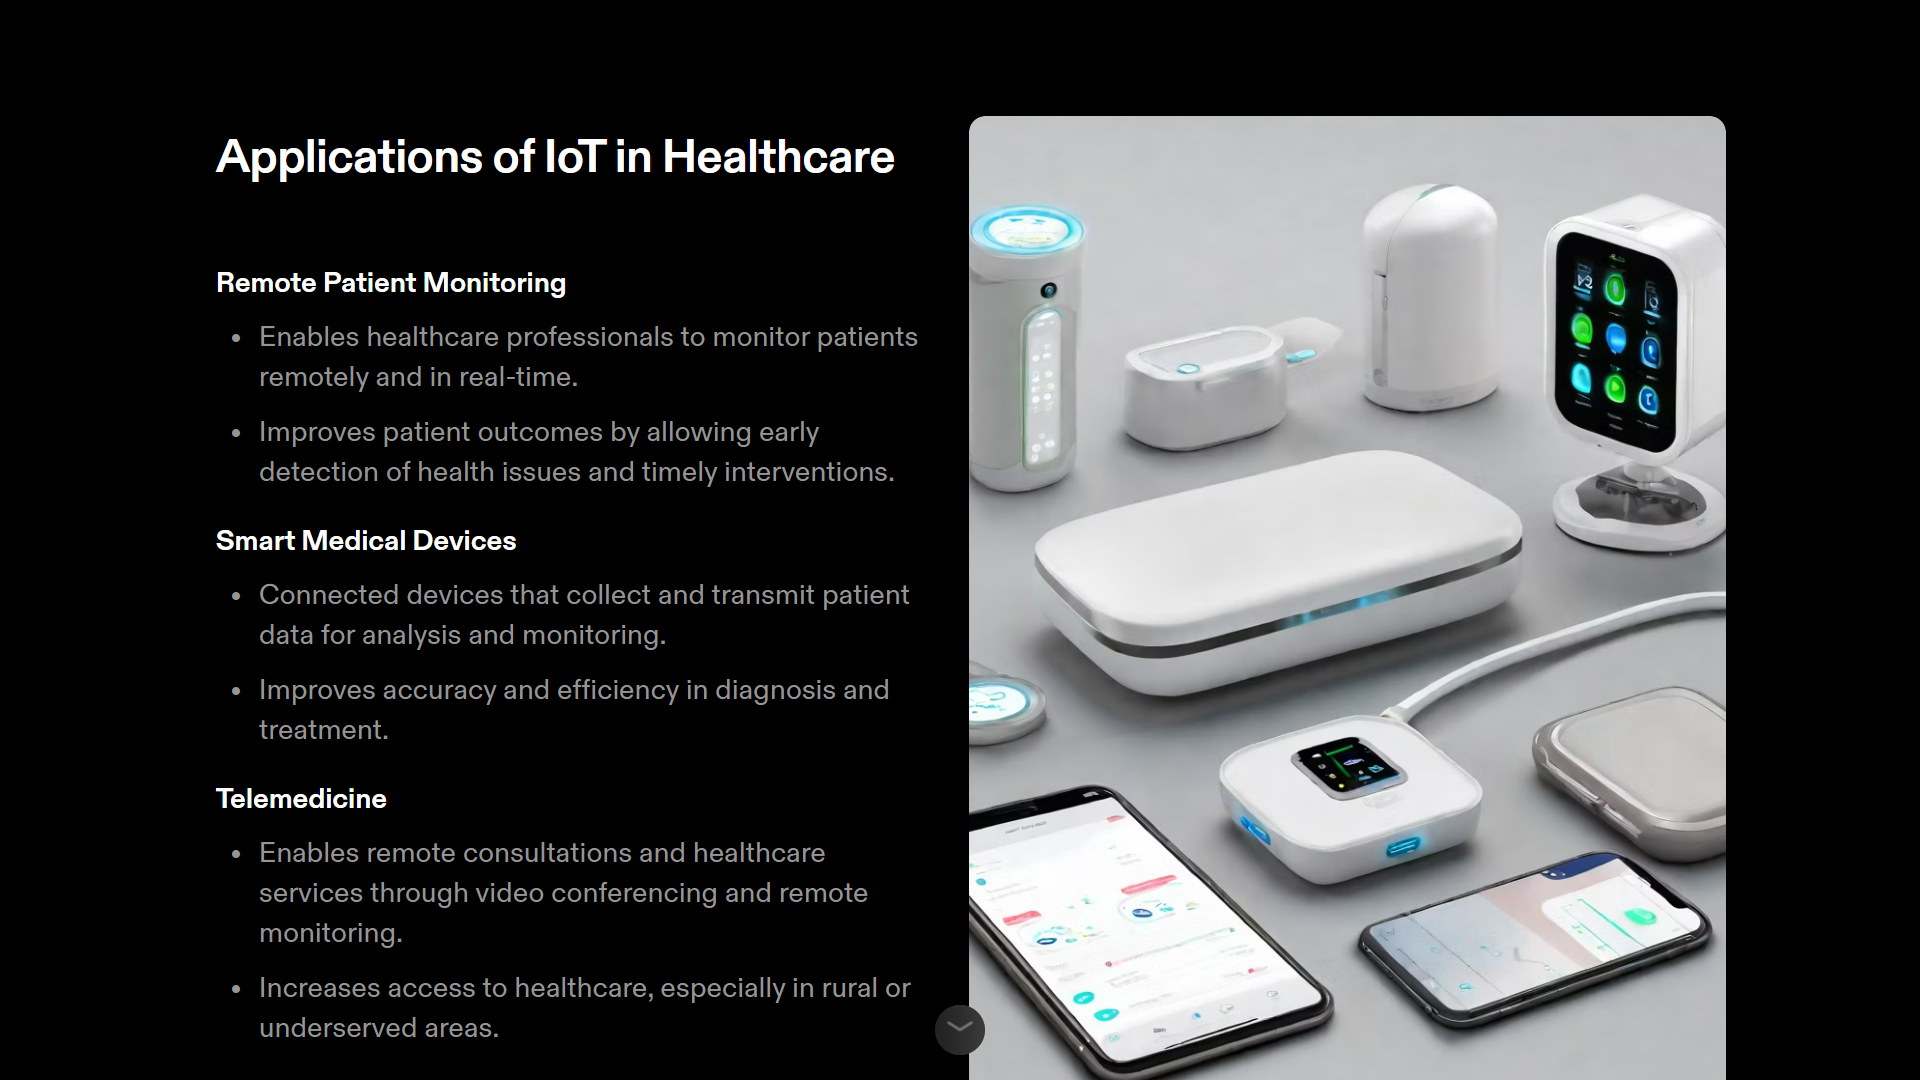 Applications of IoT in Healthcare
Remote Patient Monitoring
• Enables healthcare professionals to monitor patients
remotely and in real-time.
• Improves patient outcomes by allowing early
detection of health issues and timely interventions.
Smart Medical Devices
• Connected devices that collect and transmit patient
data for analysis and monitoring.
• Improves accuracy and efficiency in diagnosis and
treatment.
Telemedicine
• Enables remote consultations and healthcare
services through video conferencing and remote
monitoring.
• Increases access to healthcare, especially in rural or
underserved areas.